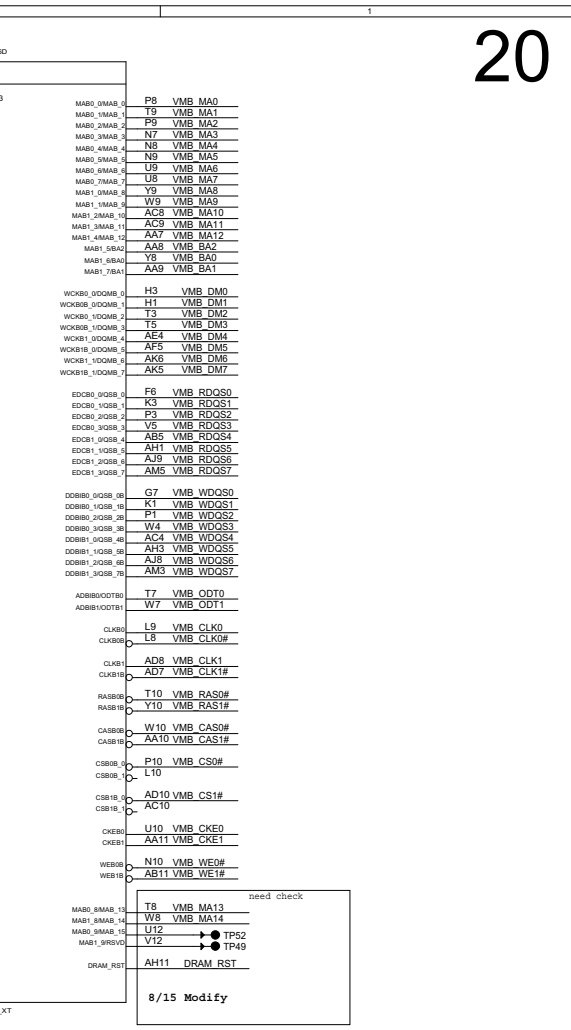 1
20
SD
3
MAB0_0/MAB_0 P8 VMB_MA0
MAB0_1/MAB_1 T9 VMB_MA1
MAB0_2/MAB_2 P9 VMB_MA2
MAB0_3/MAB_3 N7 VMB_MA3
MAB0_4/MAB_4 N8 VMB_MA4
MAB0_5/MAB_5 N9 VMB_MA5
MAB0_6/MAB_6 U9 VMB_MA6
MAB0_7/MAB_7 U8 VMB_MA7
MAB1_0/MAB_8 Y9 VMB_MA8
MAB1_1/MAB_9 W9 VMB_MA9
MAB1_2/MAB_10 AC8 VMB_MA10
MAB1_3/MAB_11 AC9 VMB_MA11
MAB1_4/MAB_12 AA7 VMB_MA12
MAB1_5/BA2 AA8 VMB_BA2
MAB1_6/BA0 Y8 VMB_BA0
MAB1_7/BA1 AA9 VMB_BA1
WCKB0_0/DQMB_0 H3 VMB_DM0
WCKB0B_0/DQMB_1 H1 VMB_DM1
WCKB0_1/DQMB_2 T3 VMB_DM2
WCKB0B_1/DQMB_3 T5 VMB_DM3
WCKB1_0/DQMB_4 AE4 VMB_DM4
WCKB1B_0/DQMB_5 AF5 VMB_DM5
WCKB1_1/DQMB_6 AK6 VMB_DM6
WCKB1B_1/DQMB_7 AK5 VMB_DM7
EDCB0_0/QSB_0 F6 VMB_RDQS0
EDCB0_1/QSB_1 K3 VMB_RDQS1
EDCB0_2/QSB_2 P3 VMB_RDQS2
EDCB0_3/QSB_3 V5 VMB_RDQS3
EDCB1_0/QSB_4 AB5 VMB_RDQS4
EDCB1_1/QSB_5 AH1 VMB_RDQS5
EDCB1_2/QSB_6 AJ9 VMB_RDQS6
EDCB1_3/QSB_7 AM5 VMB_RDQS7
DDBIB0_0/QSB_0B G7 VMB_WDQS0
DDBIB0_1/QSB_1B K1 VMB_WDQS1
DDBIB0_2/QSB_2B P1 VMB_WDQS2
DDBIB0_3/QSB_3B W4 VMB_WDQS3
DDBIB1_0/QSB_4B AC4 VMB_WDQS4
DDBIB1_1/QSB_5B AH3 VMB_WDQS5
DDBIB1_2/QSB_6B AJ8 VMB_WDQS6
DDBIB1_3/QSB_7B AM3 VMB_WDQS7
ADBIB0/ODTB0 T7 VMB_ODT0
ADBIB1/ODTB1 W7 VMB_ODT1
CLKB0 L9 VMB_CLK0
CLKB0B L8 VMB_CLK0#
CLKB1 AD8 VMB_CLK1
CLKB1B AD7 VMB_CLK1#
RASB0B T10 VMB_RAS0#
RASB1B Y10 VMB_RAS1#
CASB0B W10 VMB_CAS0#
CASB1B AA10 VMB_CAS1#
CSB0B_0 P10 VMB_CS0#
CSB0B_1 L10
CSB1B_0 AD10 VMB_CS1#
CSB1B_1 AC10
CKEB0 U10 VMB_CKE0
CKEB1 AA11 VMB_CKE1
WEB0B N10 VMB_WE0#
WEB1B AB11 VMB_WE1#
need check
MAB0_8/MAB_13 T8 VMB_MA13
MAB1_8/MAB_14 W8 VMB_MA14
MAB0_9/MAB_15 U12 TP52
MAB1_9/RSVD V12 TP49
DRAM_RST AH11 DRAM_RST
8/15 Modify
_XT